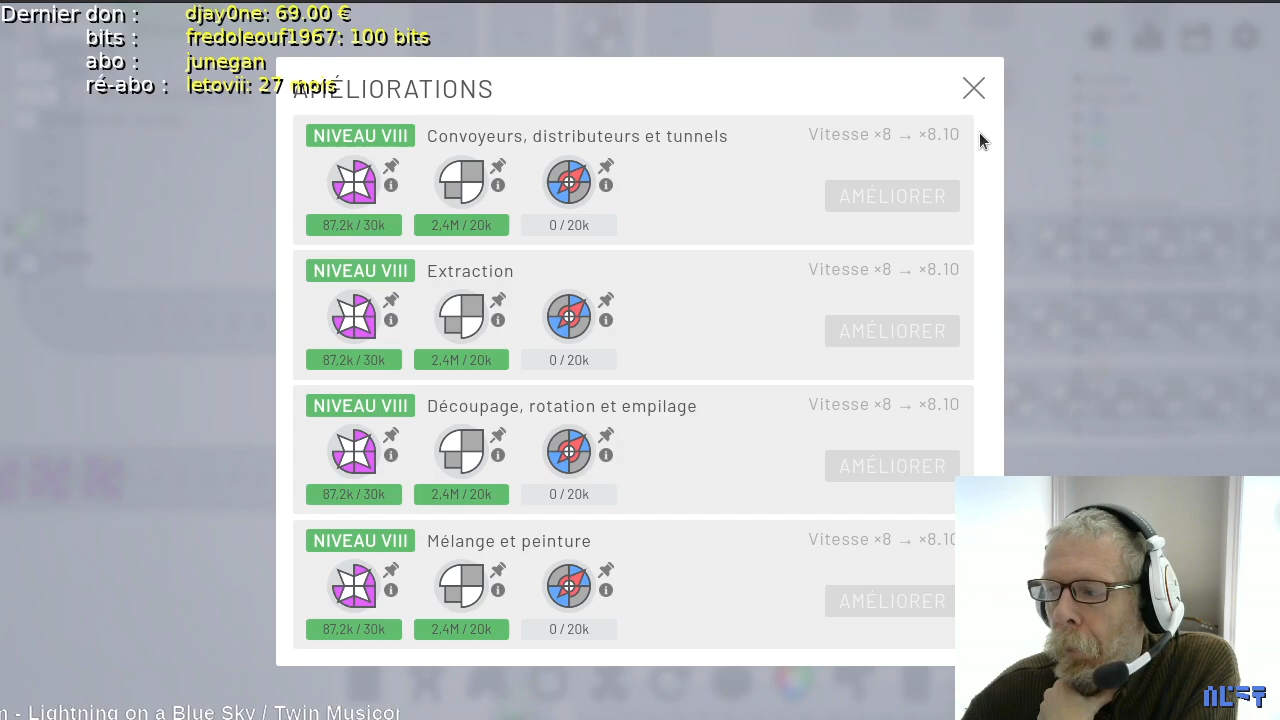 Dernier don : djay0ne: 69.00 €
bits : fredoleouf1967: 100 bits
abo : junegan
ré-abo : letovii: 27 mois
AMÉLIORATIONS
NIVEAU VIII Convoyeurs, distributeurs et tunnels Vitesse ×8 → ×8.10
AMÉLIORER
87,2k / 30k 2,4M / 20k 0 / 20k
NIVEAU VIII Extraction Vitesse ×8 → ×8.10
AMÉLIORER
87,2k / 30k 2,4M / 20k 0 / 20k
NIVEAU VIII Découpage, rotation et empilage Vitesse ×8 → ×8.10
AMÉLIORER
87,2k / 30k 2,4M / 20k 0 / 20k
NIVEAU VIII Mélange et peinture Vitesse ×8 → ×8.10
AMÉLIORER
87,2k / 30k 2,4M / 20k 0 / 20k
- Lightning on a Blue Sky / Twin Musicor